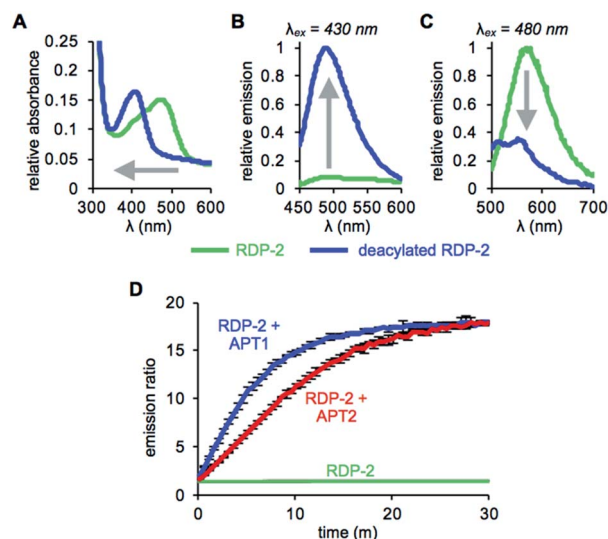 A
relative absorbance
0.25
0.2
0.15
0.1
0.05
0
300
400
500
600
λ (nm)
B
λex = 430 nm
relative emission
1
0.8
0.6
0.4
0.2
0
450
500
550
600
λ (nm)
C
λex = 480 nm
relative emission
1
0.8
0.6
0.4
0.2
0
500
600
700
λ (nm)
RDP-2
deacylated RDP-2
D
emission ratio
20
15
10
5
0
RDP-2 +
APT1
RDP-2 +
APT2
RDP-2
0
10
20
30
time (m)